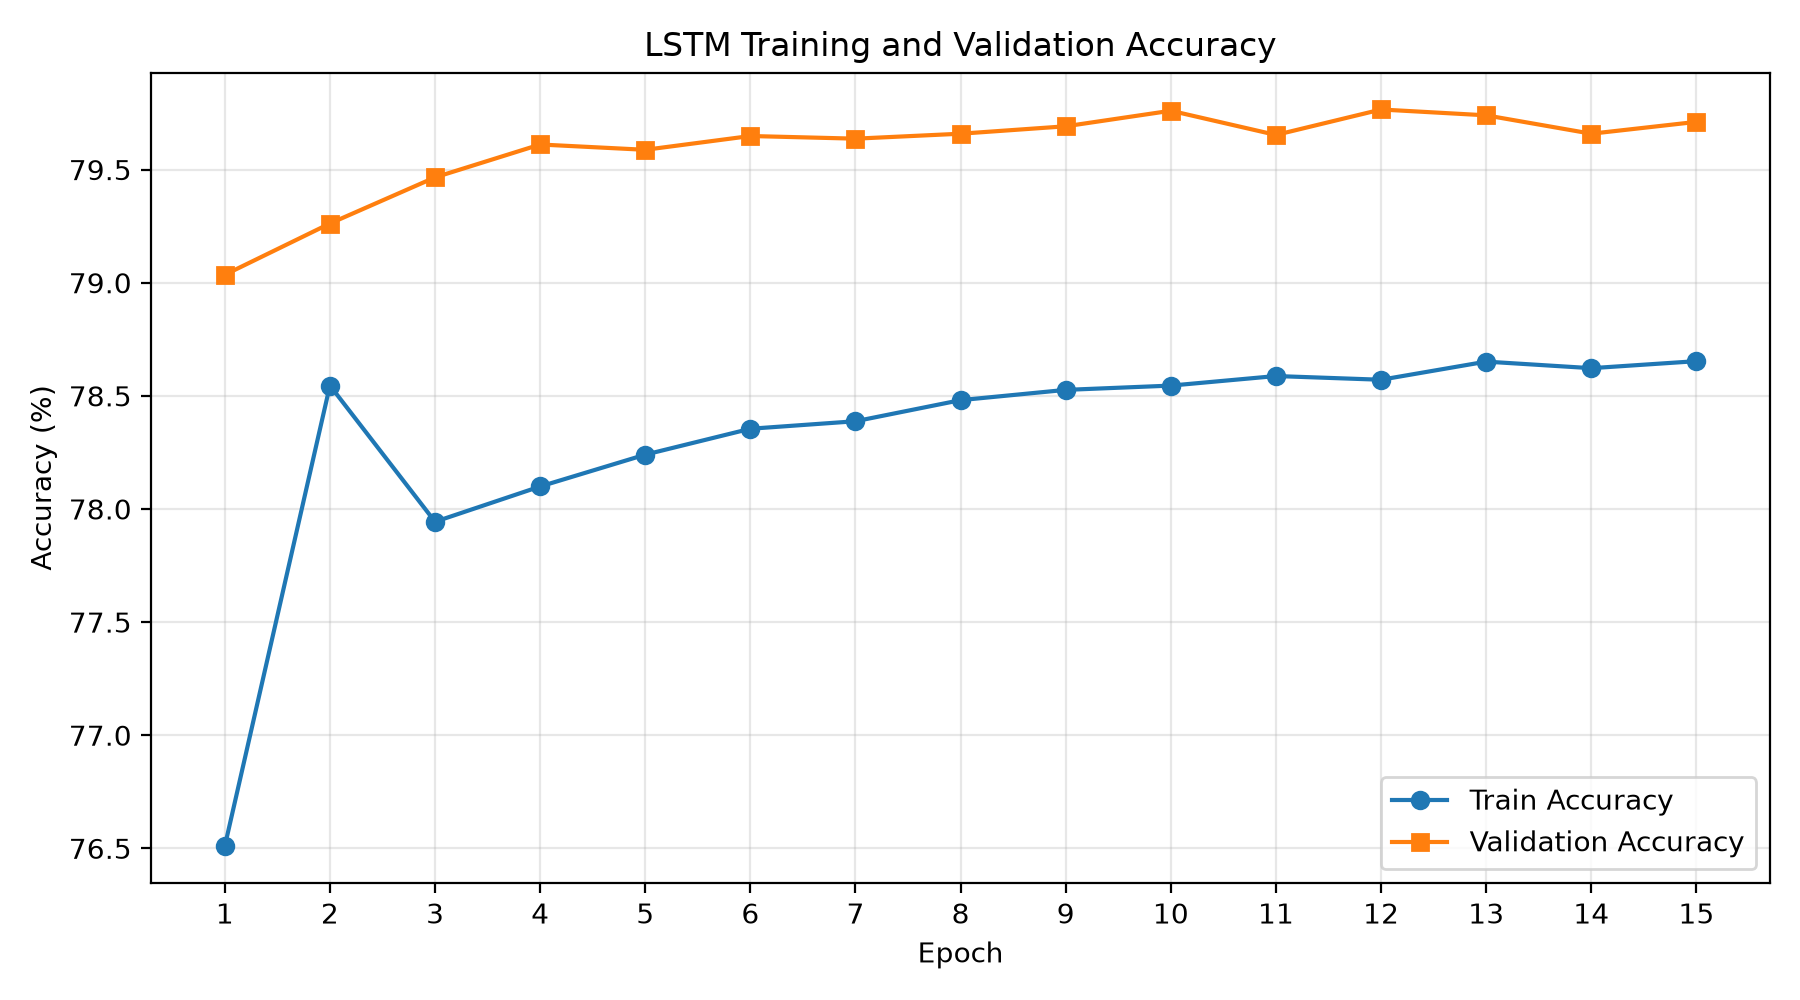 LSTM Training and Validation Accuracy
Accuracy (%)
79.5
79.0
78.5
78.0
77.5
77.0
76.5
Train Accuracy
Validation Accuracy
1 2 3 4 5 6 7 8 9 10 11 12 13 14 15
Epoch